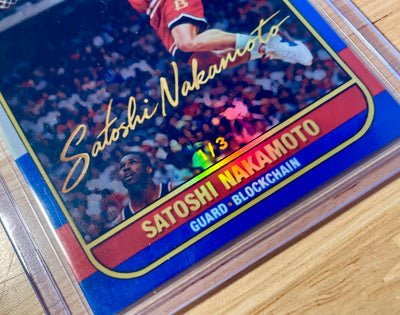 B
Satoshi Nakamoto
1/3
SATOSHI NAKAMOTO
GUARD • BLOCKCHAIN